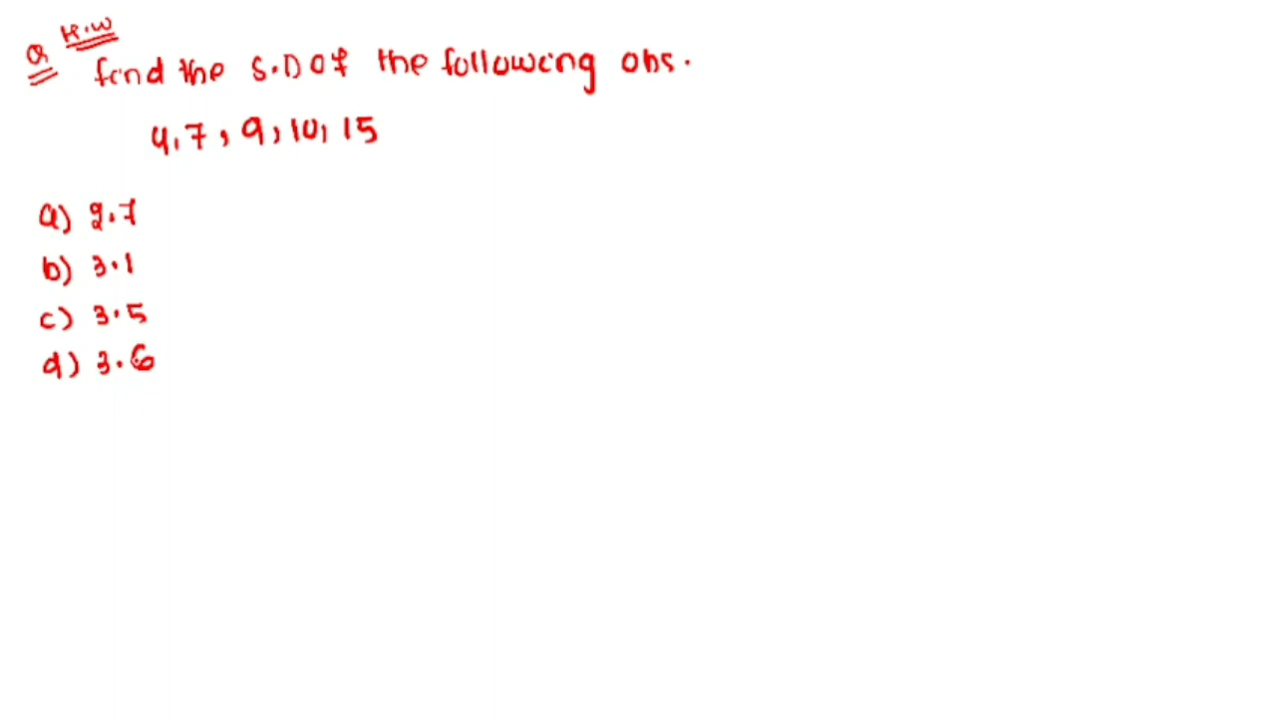 Q H.W
find the S.D of the following obs.
4, 7, 9, 10, 15
a) 2.7
b) 3.1
c) 3.5
d) 3.6